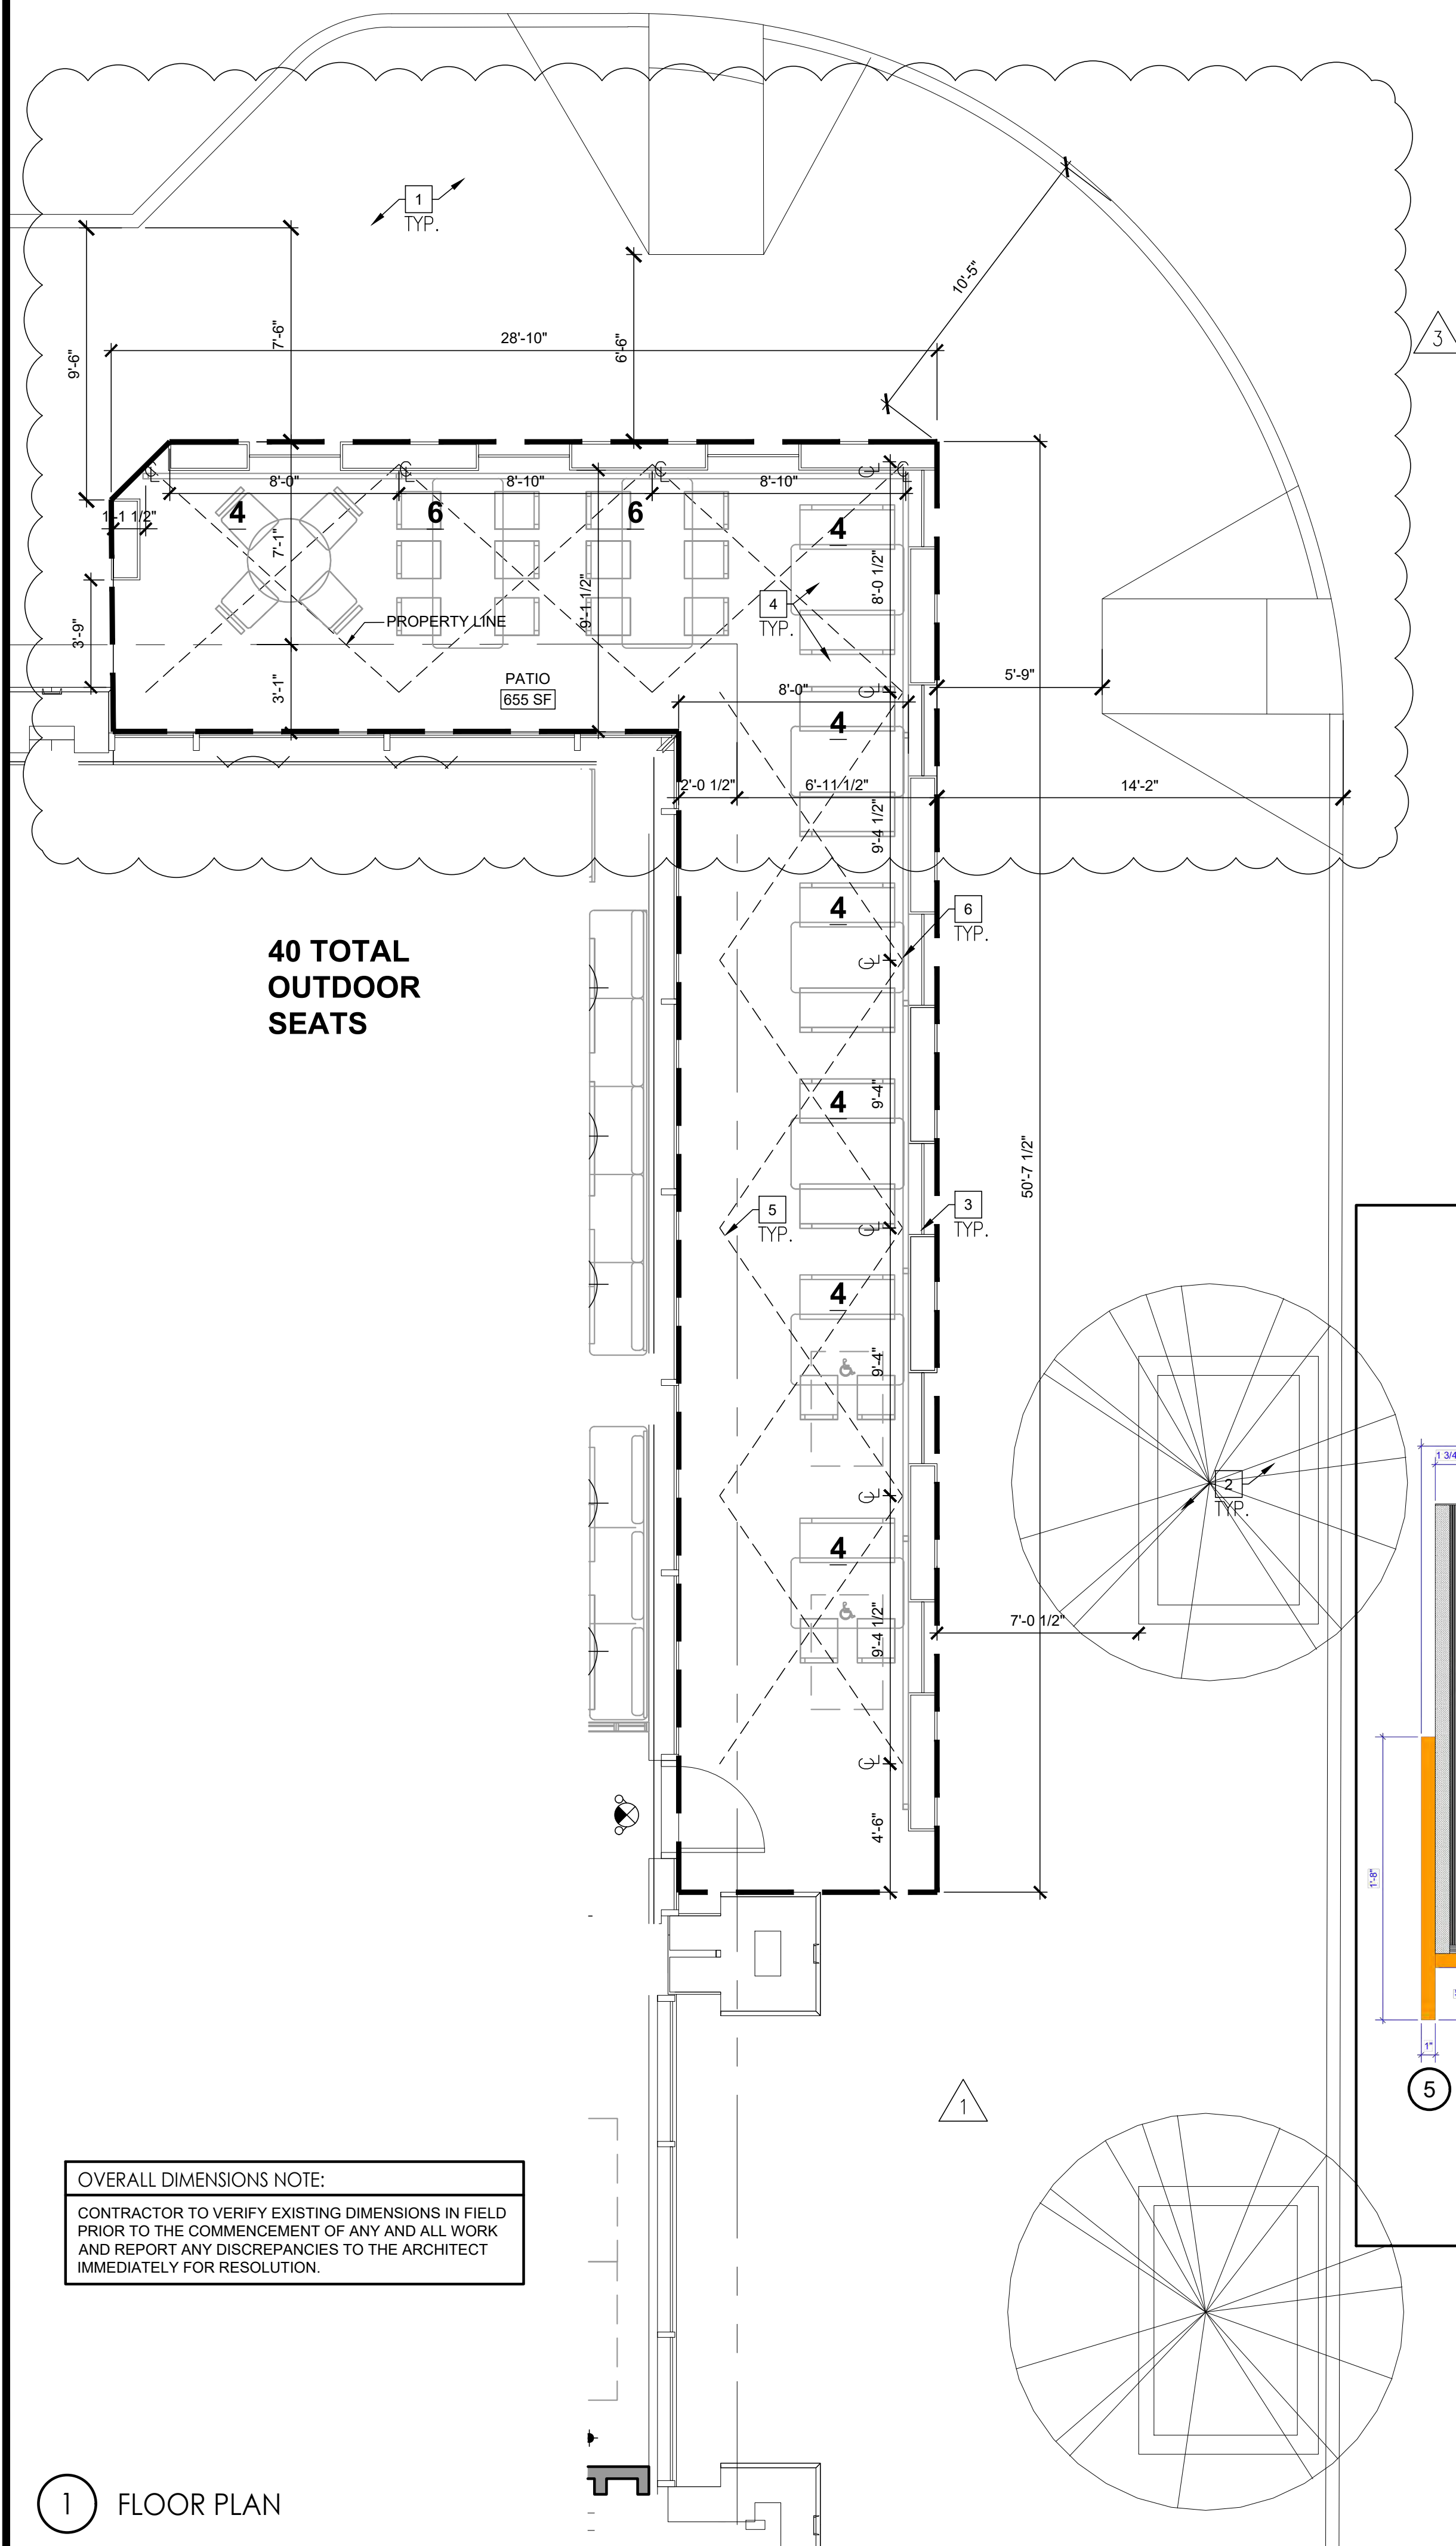 1
TYP.
10'-5"
7'-6"
28'-10"
6'-6"
9'-6"
3
8'-0"
8'-10"
8'-10"
1'-1 1/2"
4
6
6
4
7'-1"
9'-1 1/2"
8'-0 1/2"
4
TYP.
PROPERTY LINE
3'-9"
3'-1"
PATIO
655 SF
8'-0"
5'-9"
4
2'-0 1/2"
6'-11 1/2"
14'-2"
9'-4 1/2"
4
6
TYP.
40 TOTAL
OUTDOOR
SEATS
4
9'-4"
50'-7 1/2"
5
TYP.
3
TYP.
4
9'-4"
2
TYP.
1 3/4
4
9'-4 1/2"
7'-0 1/2"
4'-6"
1'-8"
1"
5
1
OVERALL DIMENSIONS NOTE:
CONTRACTOR TO VERIFY EXISTING DIMENSIONS IN FIELD
PRIOR TO THE COMMENCEMENT OF ANY AND ALL WORK
AND REPORT ANY DISCREPANCIES TO THE ARCHITECT
IMMEDIATELY FOR RESOLUTION.
1
FLOOR PLAN